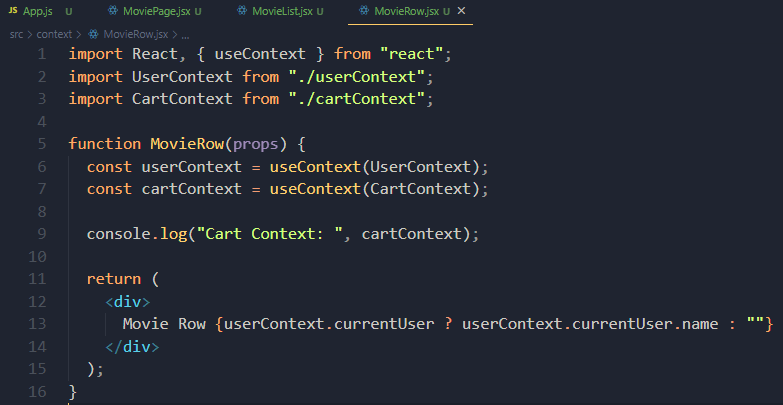 JS App.js U MoviePage.jsx U MovieList.jsx U MovieRow.jsx U ✕
src > context > MovieRow.jsx > ...
1 import React, { useContext } from "react";
2 import UserContext from "./userContext";
3 import CartContext from "./cartContext";
4
5 function MovieRow(props) {
6   const userContext = useContext(UserContext);
7   const cartContext = useContext(CartContext);
8
9   console.log("Cart Context: ", cartContext);
10
11   return (
12     <div>
13       Movie Row {userContext.currentUser ? userContext.currentUser.name : ""}
14     </div>
15   );
16 }